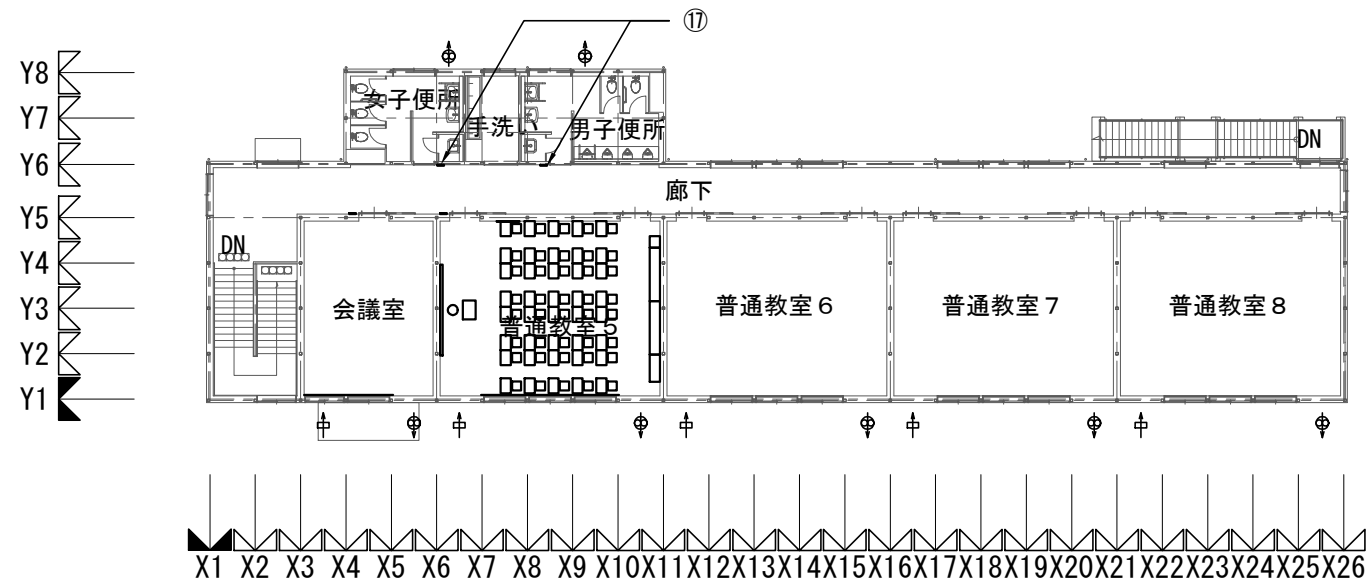 ⑰
Y8
Y7
Y6
Y5
Y4
Y3
Y2
Y1
女子便所
手洗い
男子便所
DN
廊下
DN
会議室
普通教室5
普通教室6
普通教室7
普通教室8
X1 X2 X3 X4 X5 X6 X7 X8 X9 X10 X11 X12 X13 X14 X15 X16 X17 X18 X19 X20 X21 X22 X23 X24 X25 X26